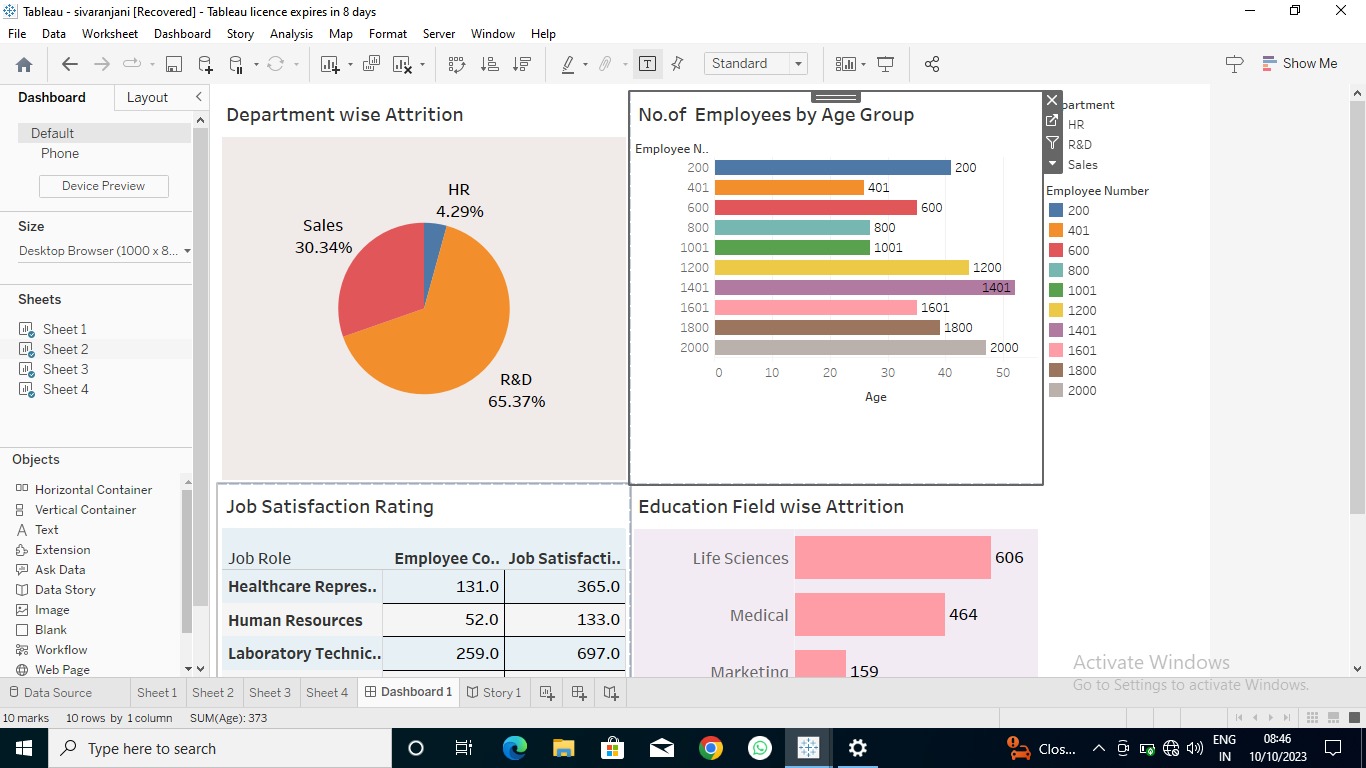 Tableau - sivaranjani [Recovered] - Tableau licence expires in 8 days
File Data Worksheet Dashboard Story Analysis Map Format Server Window Help
Standard
Show Me
Dashboard Layout
Default
Phone
Device Preview
Size
Desktop Browser (1000 x 8...
Sheets
Sheet 1
Sheet 2
Sheet 3
Sheet 4
Objects
Horizontal Container
Vertical Container
Text
Extension
Ask Data
Data Story
Image
Blank
Workflow
Web Page
Department wise Attrition
HR
4.29%
Sales
30.34%
R&D
65.37%
No.of Employees by Age Group
Employee N..
200 200
401 401
600 600
800 800
1001 1001
1200 1200
1401 1401
1601 1601
1800 1800
2000 2000
0 10 20 30 40 50
Age
partment
HR
R&D
Sales
Employee Number
200
401
600
800
1001
1200
1401
1601
1800
2000
Job Satisfaction Rating
Job Role Employee Co.. Job Satisfacti..
Healthcare Repres.. 131.0 365.0
Human Resources 52.0 133.0
Laboratory Technic.. 259.0 697.0
Education Field wise Attrition
Life Sciences 606
Medical 464
Marketing 159
Activate Windows
Go to Settings to activate Windows.
Data Source Sheet 1 Sheet 2 Sheet 3 Sheet 4 Dashboard 1 Story 1
10 marks 10 rows by 1 column SUM(Age): 373
Type here to search
Clos...
ENG
IN
08:46
10/10/2023